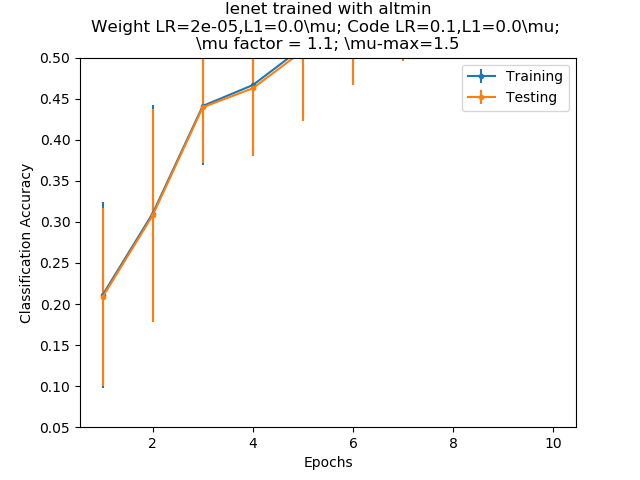 lenet trained with altmin
Weight LR=2e-05,L1=0.0\mu; Code LR=0.1,L1=0.0\mu;
\mu factor = 1.1; \mu-max=1.5
0.50
0.45
0.40
0.35
0.30
0.25
0.20
0.15
0.10
0.05
Classification Accuracy
Training
Testing
2
4
6
8
10
Epochs